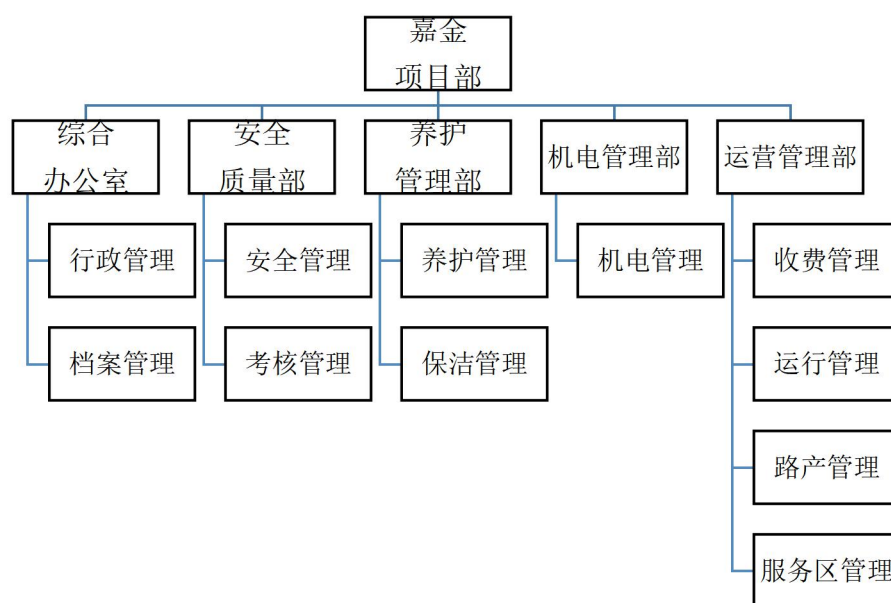 嘉金
项目部
综合
办公室
安全
质量部
养护
管理部
机电管理部
运营管理部
行政管理
安全管理
养护管理
机电管理
收费管理
档案管理
考核管理
保洁管理
运行管理
路产管理
服务区管理